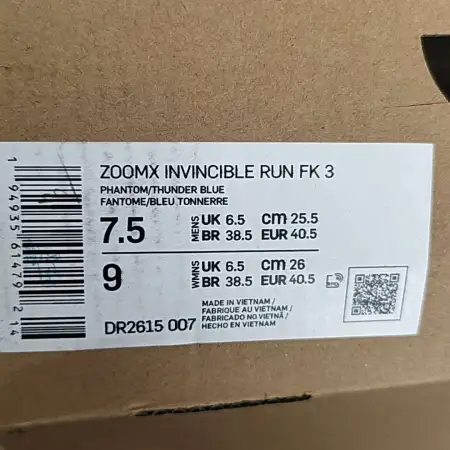 ZOOMX INVINCIBLE RUN FK 3
PHANTOM/THUNDER BLUE
FANTOME/BLEU TONNERRE
7.5 MENS UK 6.5 CM 25.5
BR 38.5 EUR 40.5
9 WMNS UK 6.5 CM 26
BR 38.5 EUR 40.5
DR2615 007
MADE IN VIETNAM /
FABRIQUE AU VIETNAM /
FABRICADO NO VIETNÃ /
HECHO EN VIETNAM
1 94935 61479 2 14